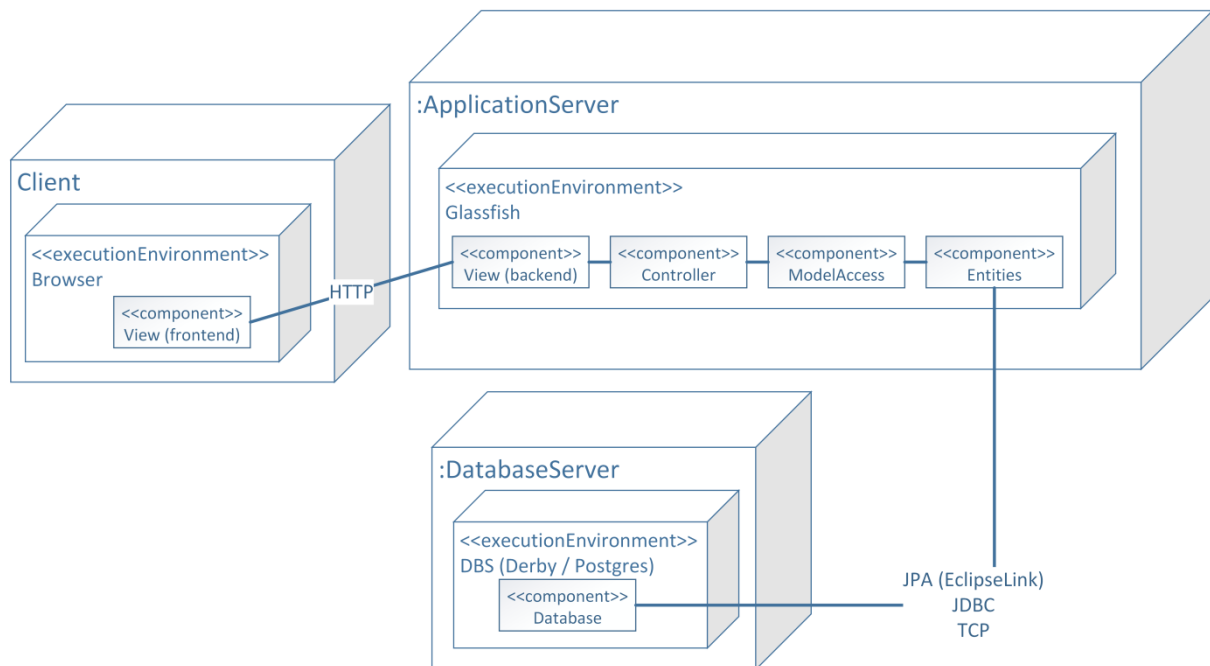 :ApplicationServer
<<executionEnvironment>>
Glassfish
<<component>>
View (backend)
<<component>>
Controller
<<component>>
ModelAccess
<<component>>
Entities
Client
<<executionEnvironment>>
Browser
<<component>>
View (frontend)
HTTP
:DatabaseServer
<<executionEnvironment>>
DBS (Derby / Postgres)
<<component>>
Database
JPA (EclipseLink)
JDBC
TCP